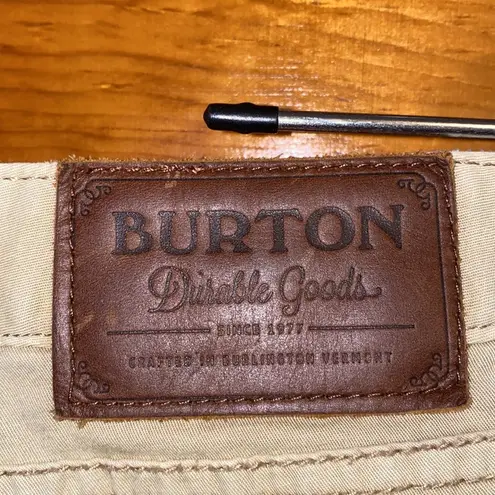 BURTON
Durable Goods
SINCE 1977
CRAFTED IN BURLINGTON VERMONT